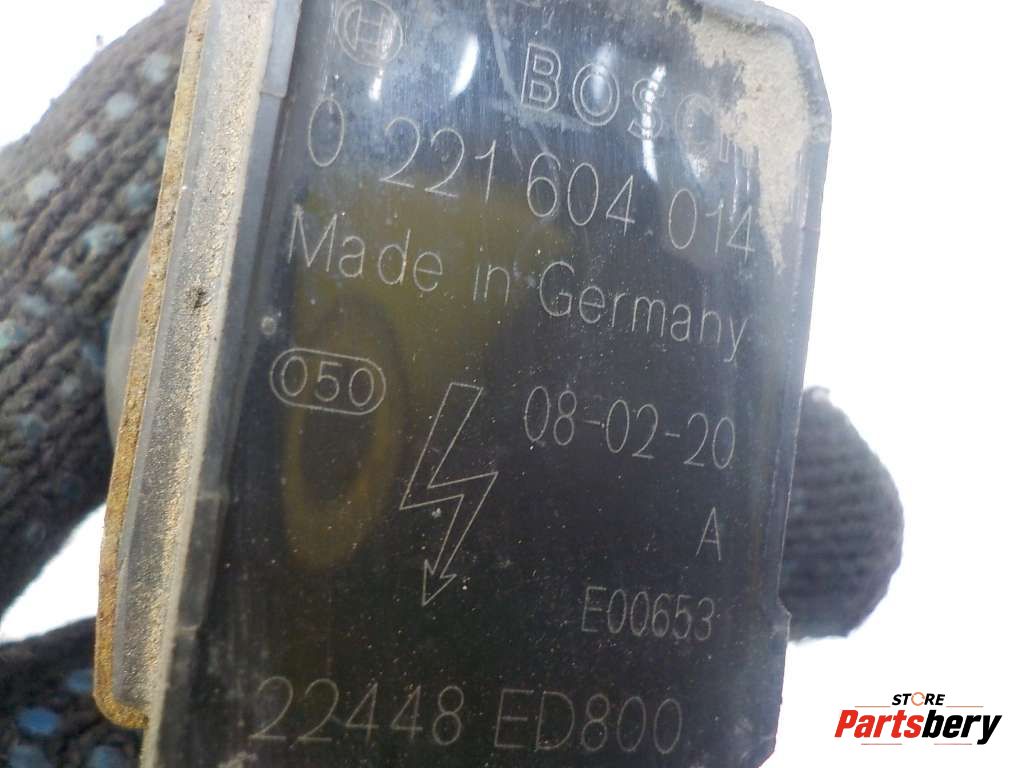 BOSCH
0 221 604 014
Made in Germany
050
08-02-20
A
E00653
22448 ED800
STORE
Partsbery